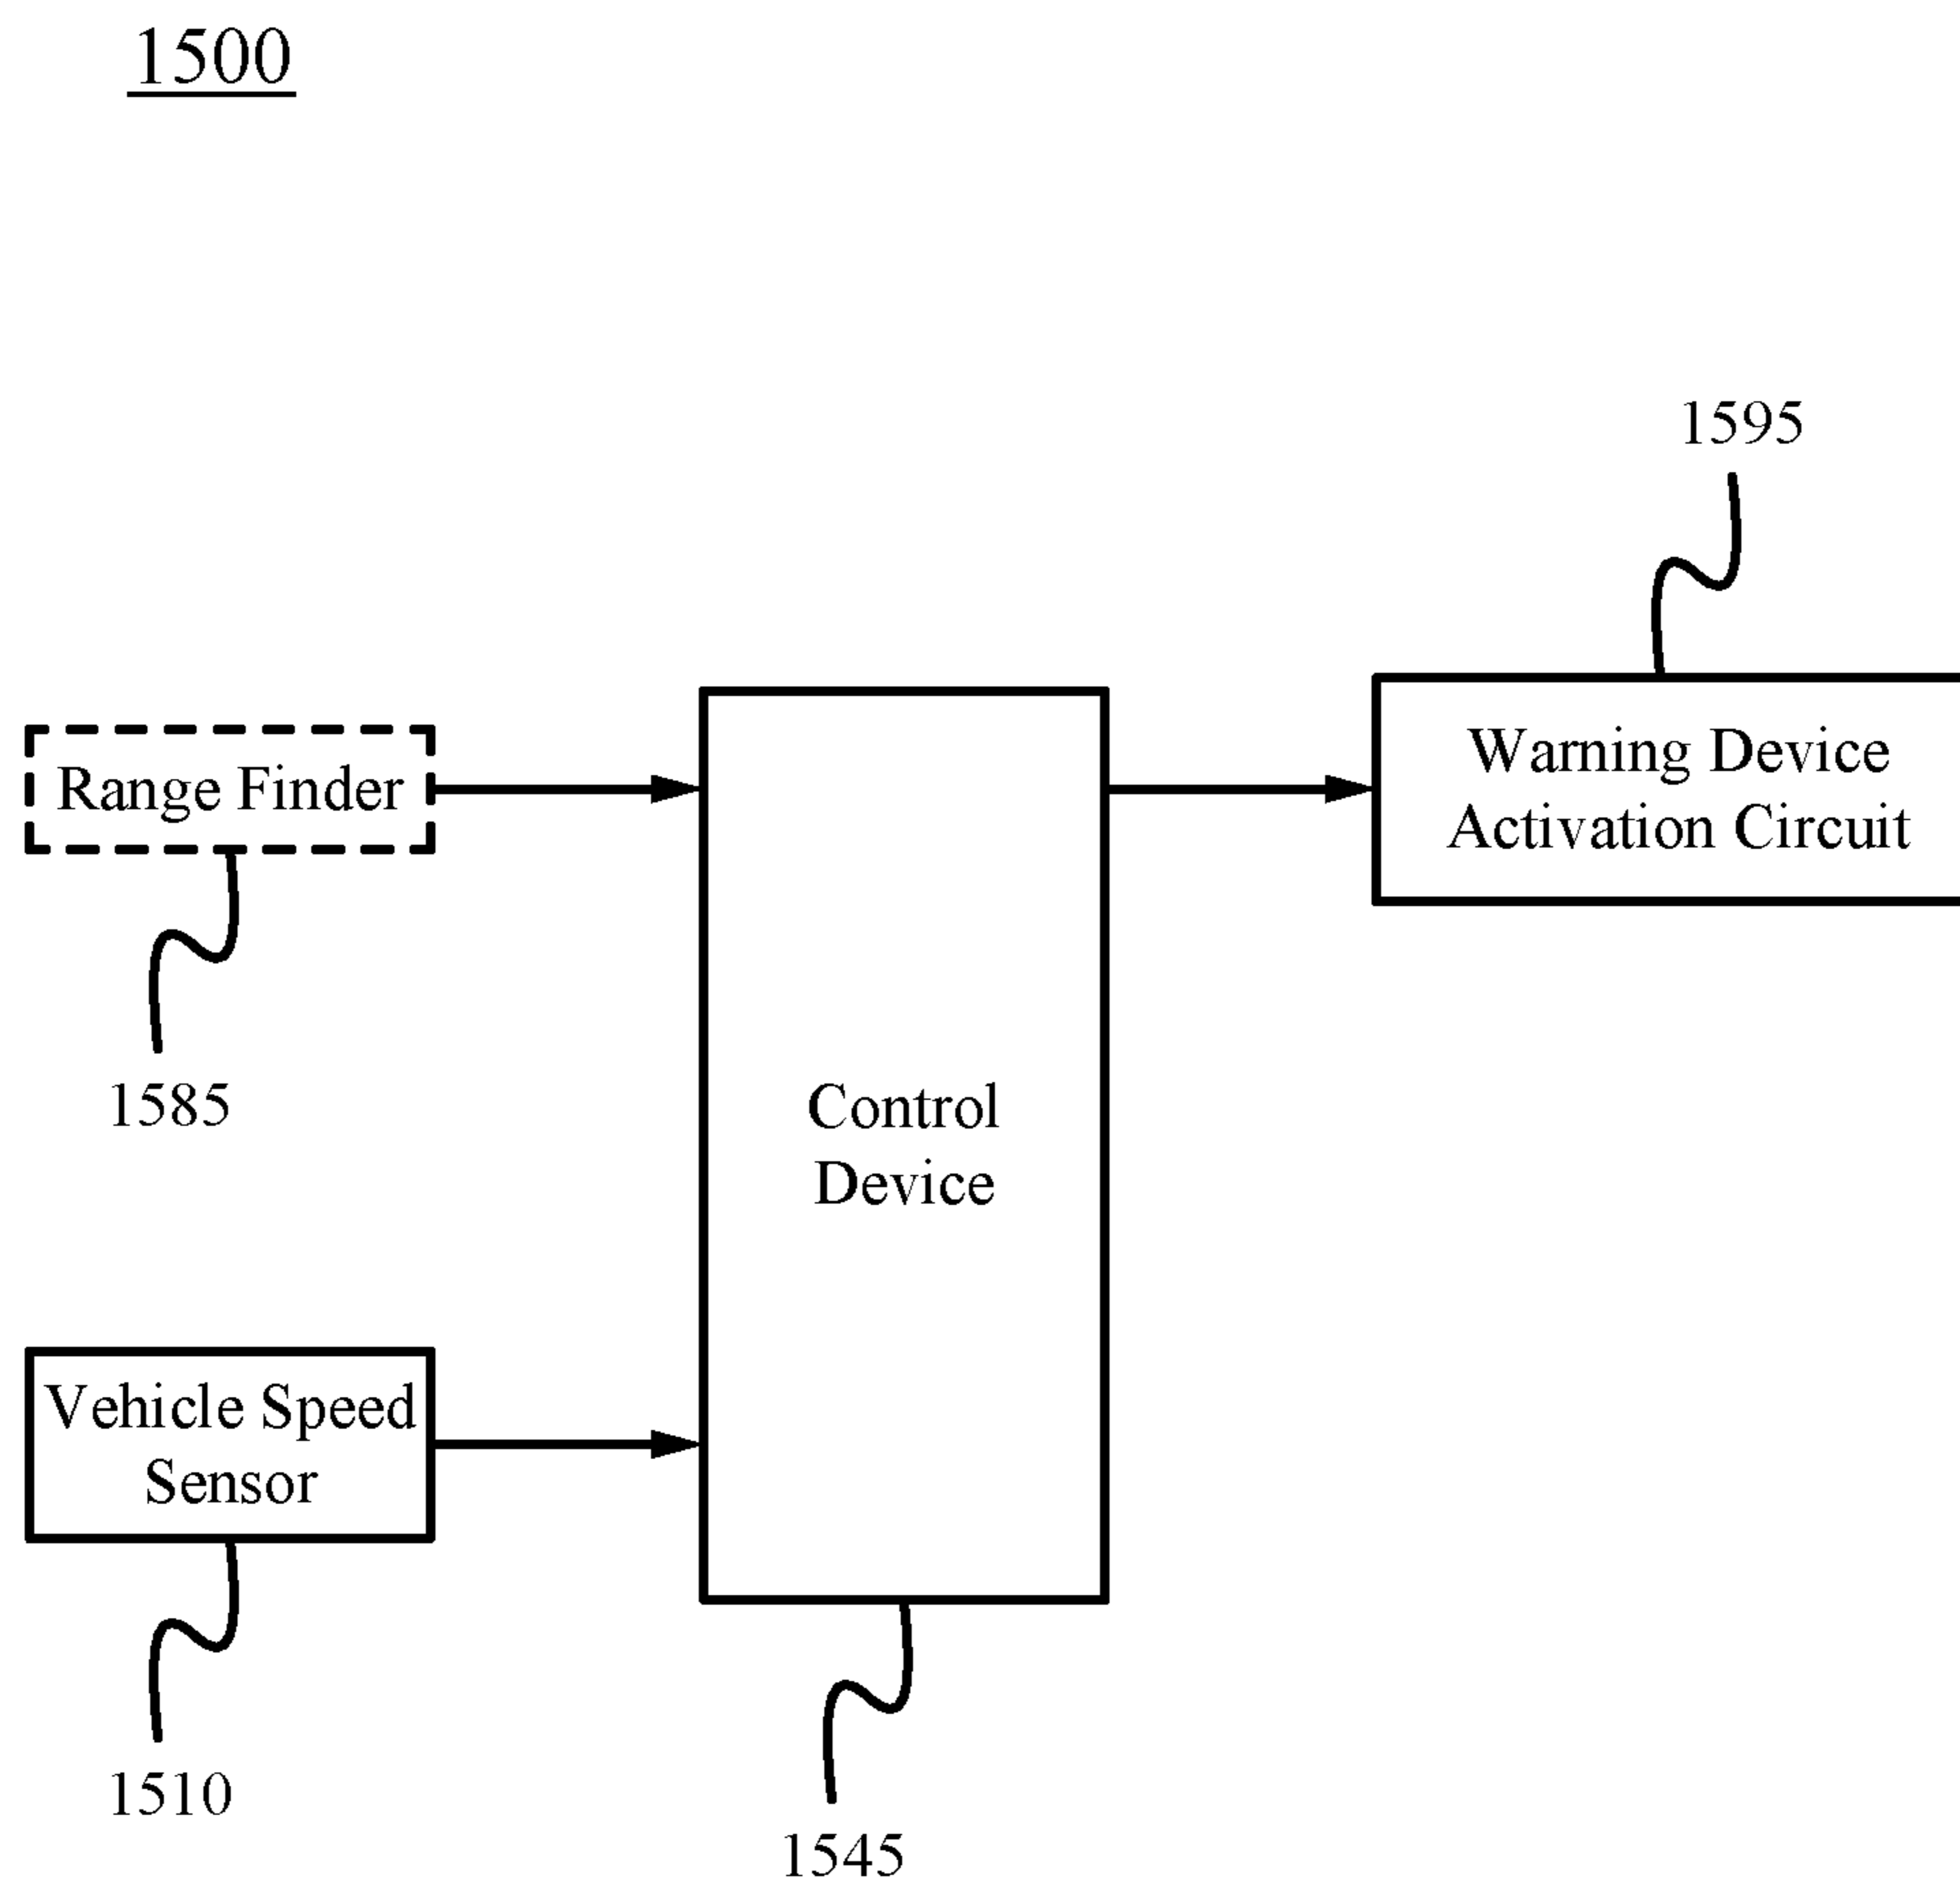 1500
1595
Range Finder
Warning Device
Activation Circuit
1585
Control
Device
Vehicle Speed
Sensor
1510
1545